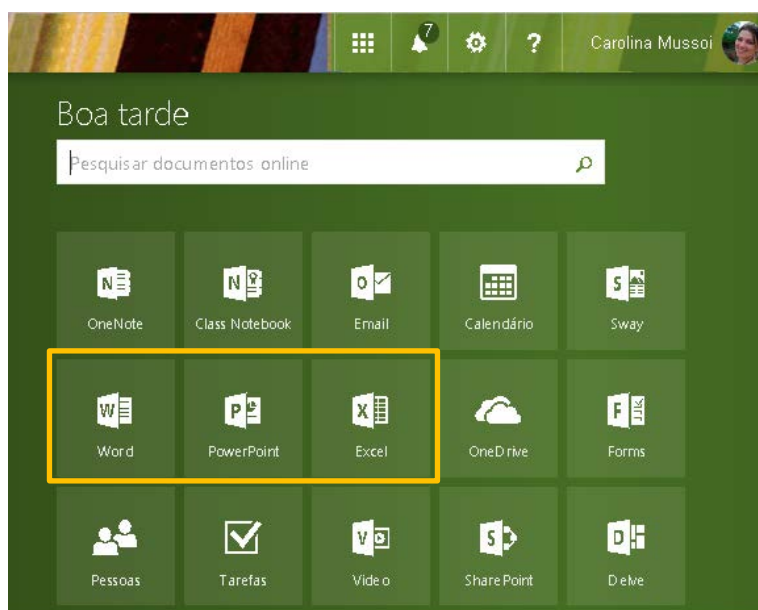 7
? Carolina Mussoi
Boa tarde
Pesquisar documentos online
OneNote Class Notebook Email Calendário Sway
Word PowerPoint Excel OneDrive Forms
Pessoas Tarefas Video SharePoint Delve